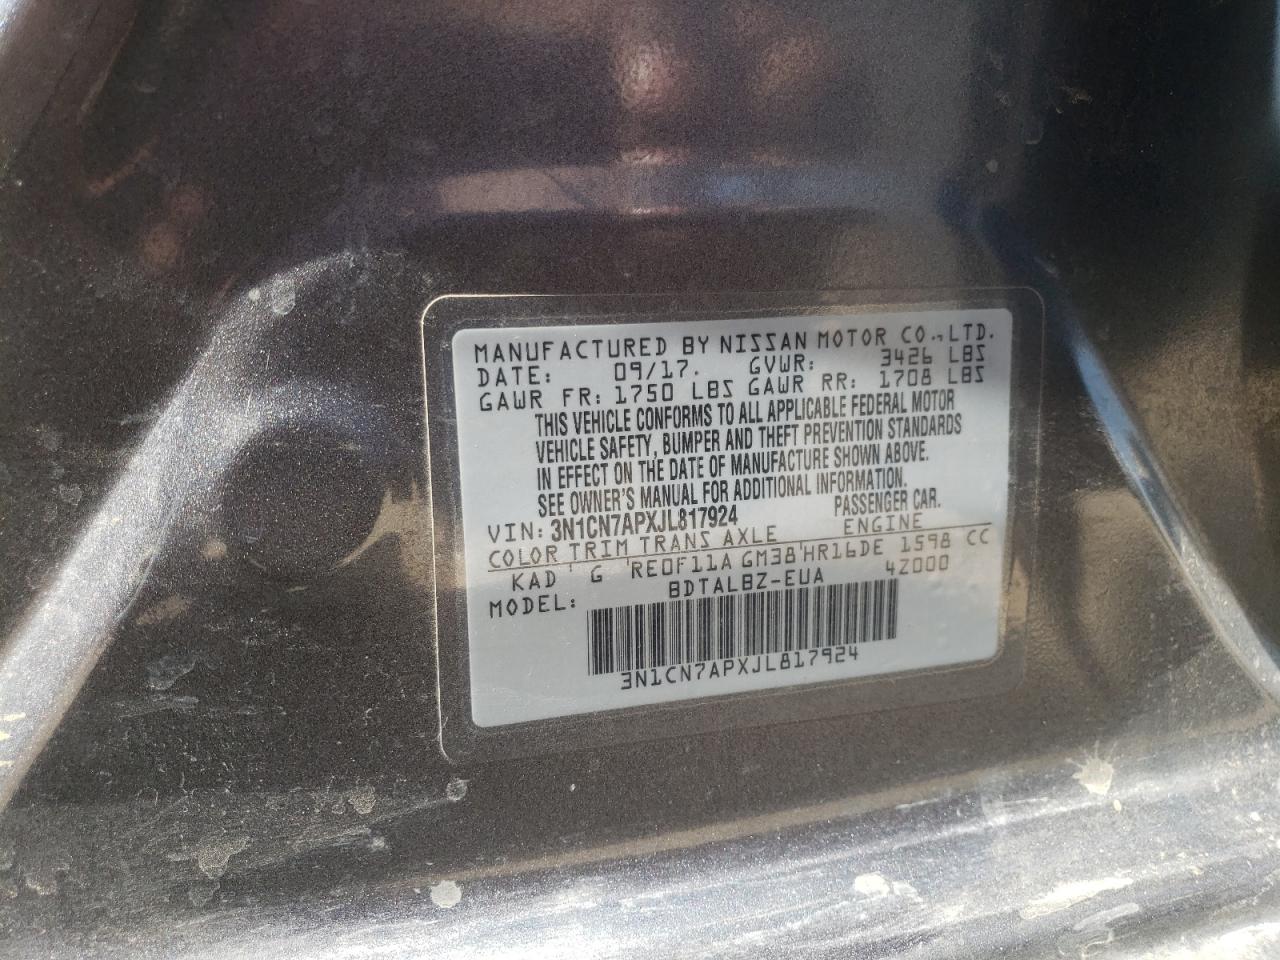 MANUFACTURED BY NISSAN MOTOR CO.,LTD.
DATE: 09/17. GVWR: 3426 LBS
GAWR FR: 1750 LBS GAWR RR: 1708 LBS
THIS VEHICLE CONFORMS TO ALL APPLICABLE FEDERAL MOTOR
VEHICLE SAFETY, BUMPER AND THEFT PREVENTION STANDARDS
IN EFFECT ON THE DATE OF MANUFACTURE SHOWN ABOVE.
SEE OWNER'S MANUAL FOR ADDITIONAL INFORMATION.
VIN: 3N1CN7APXJL817924 PASSENGER CAR.
COLOR TRIM TRANS AXLE ENGINE
KAD ' G 'RE0F11A GM38'HR16DE 1598 CC
MODEL: BDTALBZ-EUA 4Z000
3N1CN7APXJL817924